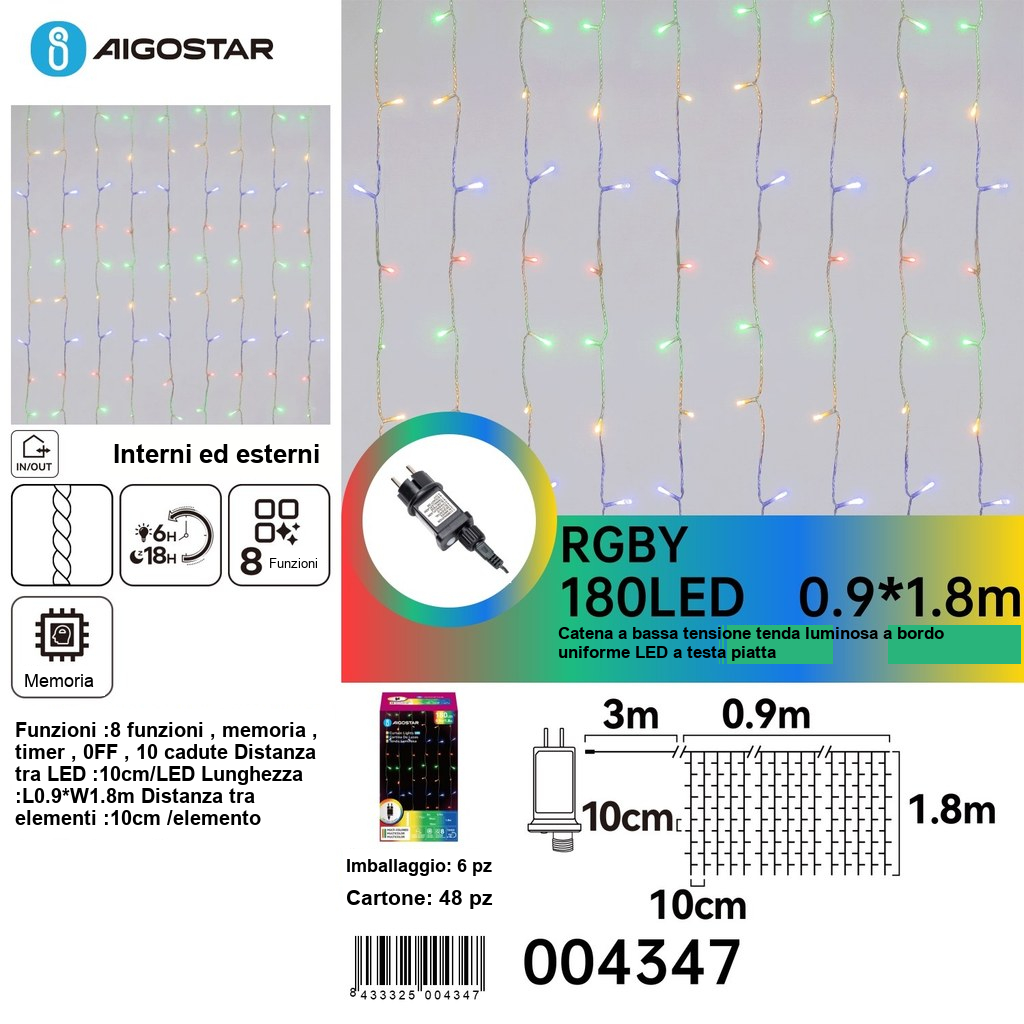 AIGOSTAR
IN/OUT
Interni ed esterni
6H
18H
8 Funzioni
Memoria
Funzioni :8 funzioni , memoria ,
timer , 0FF , 10 cadute Distanza
tra LED :10cm/LED Lunghezza
:L0.9*W1.8m Distanza tra
elementi :10cm /elemento
RGBY
180LED 0.9*1.8m
Catena a bassa tensione tenda luminosa a bordo
uniforme LED a testa piatta
AIGOSTAR
Imballaggio: 6 pz
Cartone: 48 pz
3m 0.9m
10cm
1.8m
10cm
8 433325 004347
004347